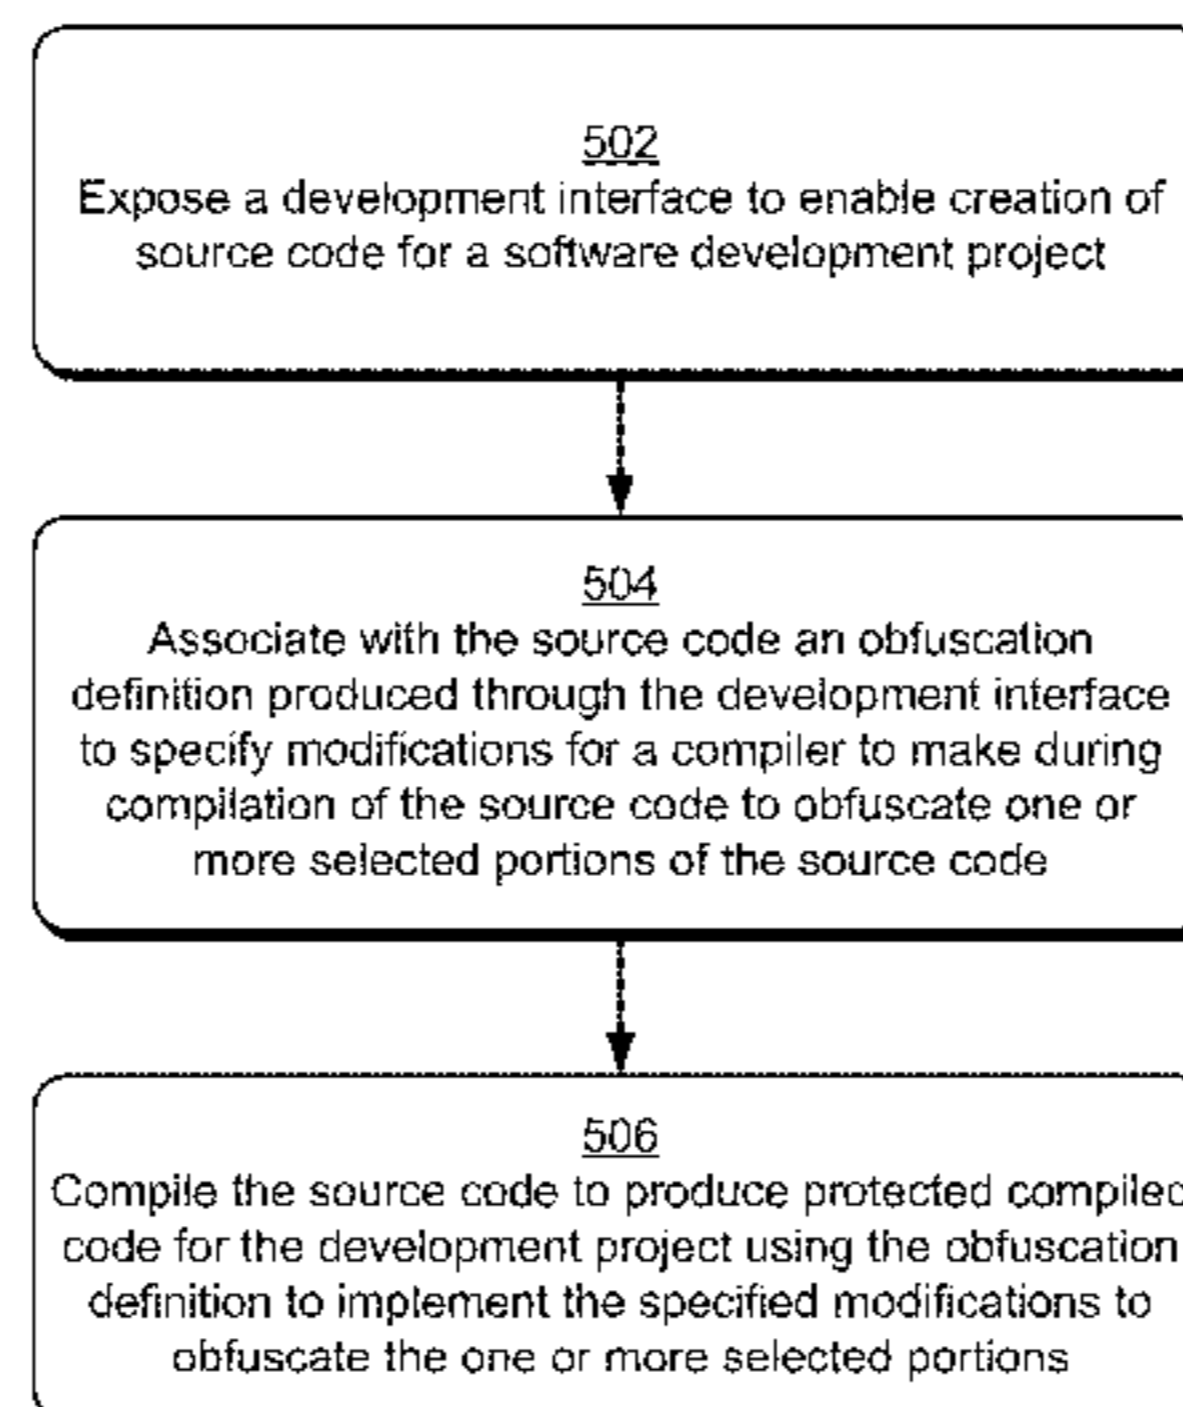 502
Expose a development interface to enable creation of
source code for a software development project
504
Associate with the source code an obfuscation
definition produced through the development interface
to specify modifications for a compiler to make during
compilation of the source code to obfuscate one or
more selected portions of the source code
506
Compile the source code to produce protected compiled
code for the development project using the obfuscation
definition to implement the specified modifications to
obfuscate the one or more selected portions